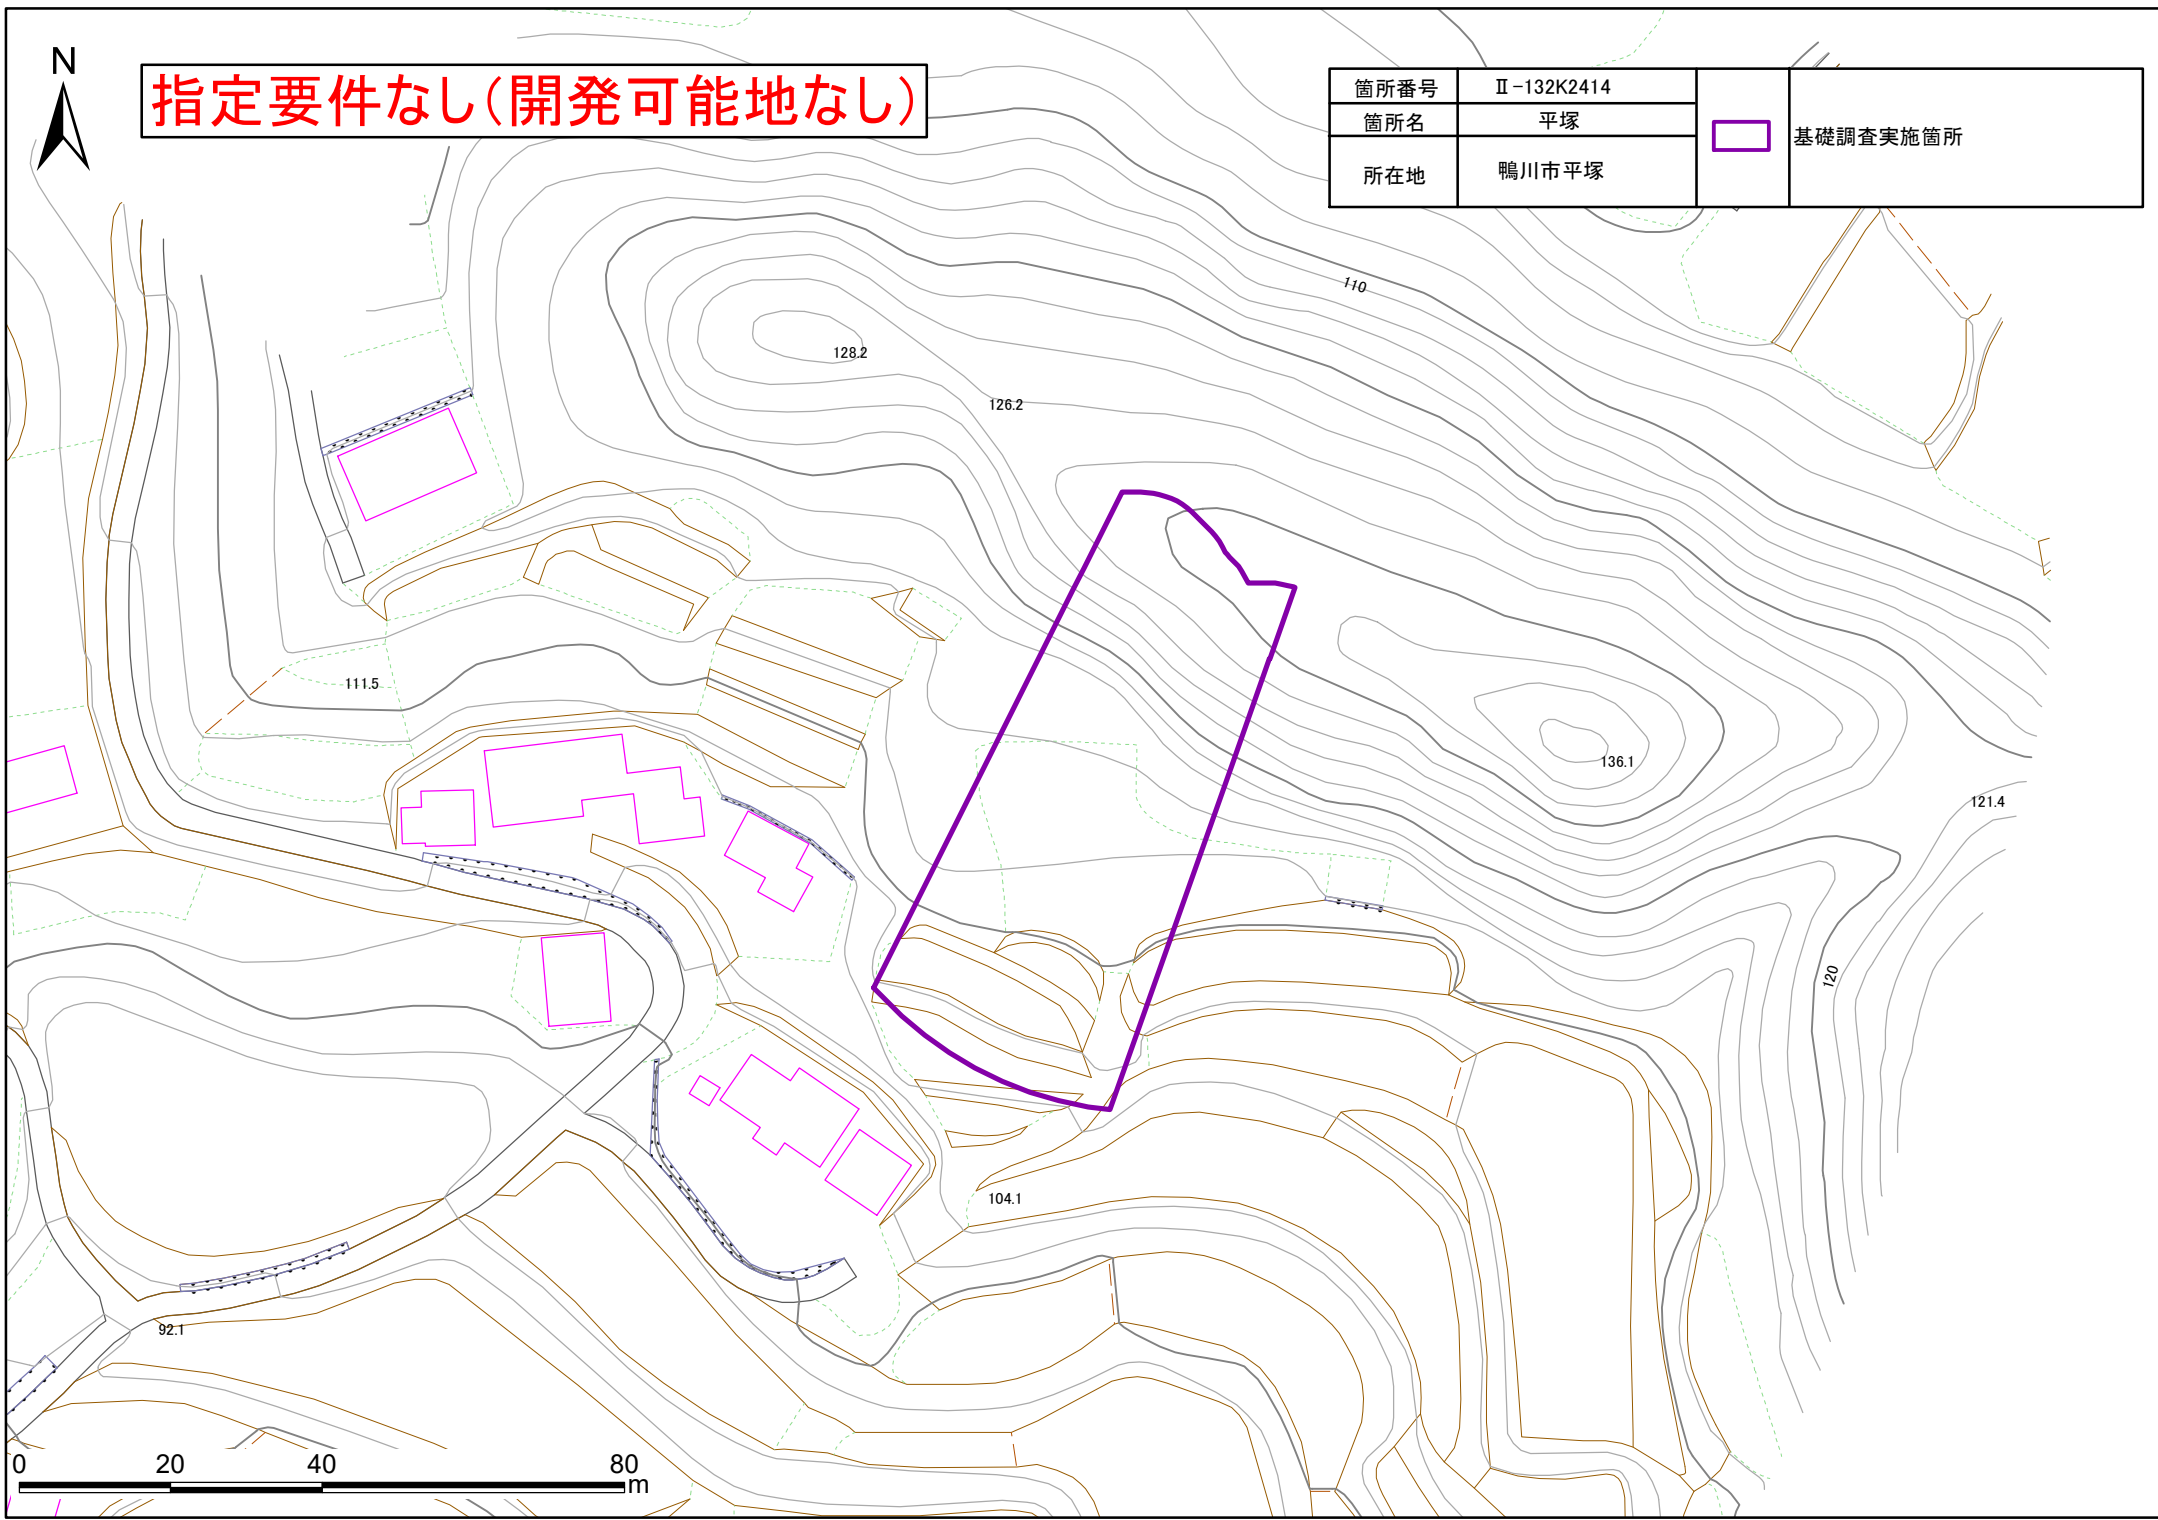 N
指定要件なし(開発可能地なし)
箇所番号 Ⅱ-132K2414
箇所名 平塚
所在地 鴨川市平塚
基礎調査実施箇所
110
128.2
126.2
111.5
136.1
121.4
120
104.1
92.1
0 20 40 80
m